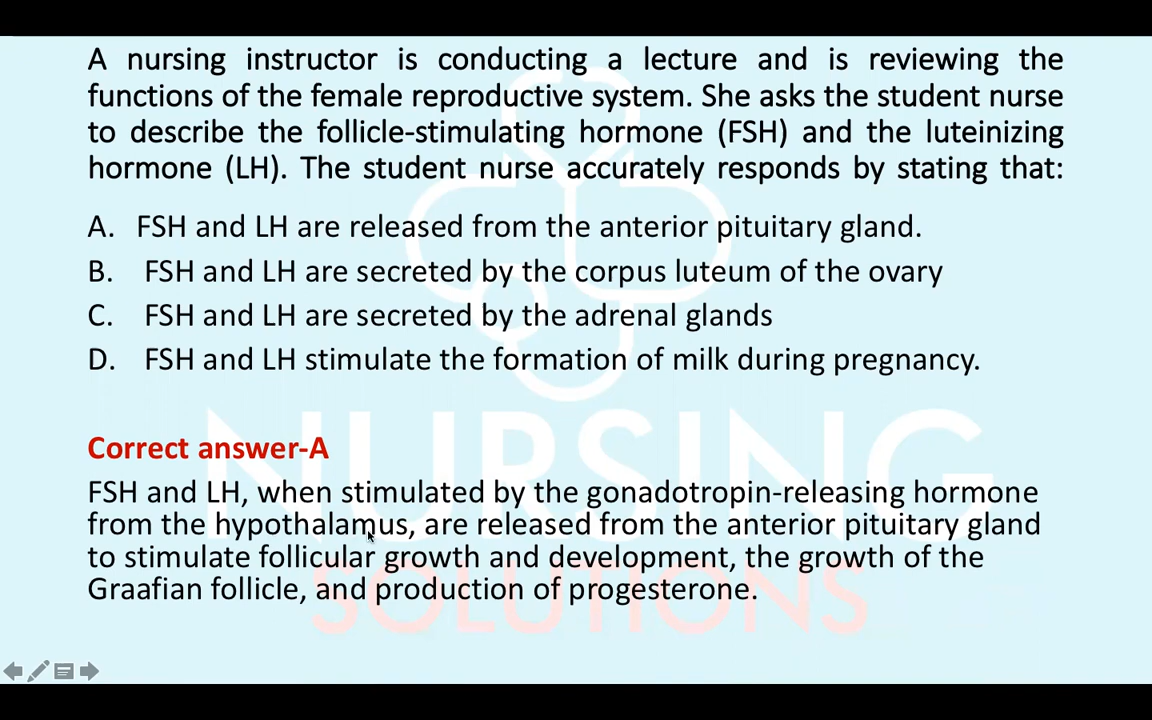 A nursing instructor is conducting a lecture and is reviewing the
functions of the female reproductive system. She asks the student nurse
to describe the follicle-stimulating hormone (FSH) and the luteinizing
hormone (LH). The student nurse accurately responds by stating that:
A. FSH and LH are released from the anterior pituitary gland.
B. FSH and LH are secreted by the corpus luteum of the ovary
C. FSH and LH are secreted by the adrenal glands
D. FSH and LH stimulate the formation of milk during pregnancy.
NURSING
Correct answer-A
FSH and LH, when stimulated by the gonadotropin-releasing hormone
from the hypothalamus, are released from the anterior pituitary gland
to stimulate follicular growth and development, the growth of the
Graafian follicle, and production of progesterone.
SOLUTIONS